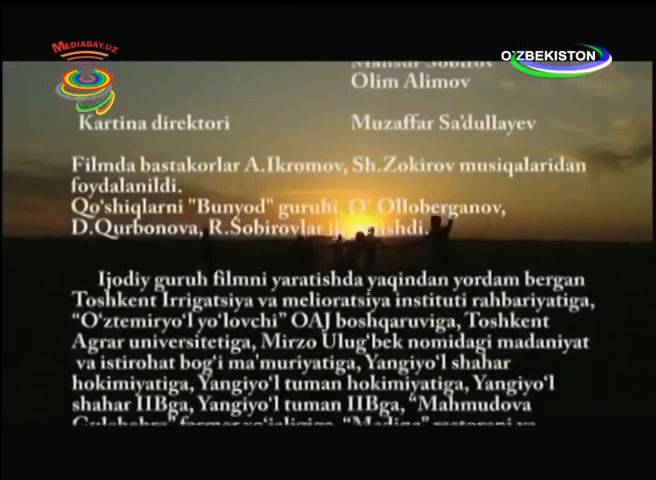 MEDIABAY.UZ
O'ZBEKISTON
Mansur Sobirov
Olim Alimov
Kartina direktori Muzaffar Sa'dullayev
Filmda bastakorlar A.Ikromov, Sh.Zokirov musiqalaridan
foydalanildi.
Qo‘shiqlarni "Bunyod" guruhi, O‘ Olloberganov,
D.Qurbonova, R.Sobirovlar
Ijodiy guruh filmni yaratishda yaqindan yordam bergan
Toshkent Irrigatsiya va melioratsiya instituti rahbariyatiga,
“O‘ztemiryo‘l yo‘lovchi” OAJ boshqaruviga, Toshkent
Agrar universitetiga, Mirzo Ulug‘bek nomidagi madaniyat
va istirohat bog‘i ma'muriyatiga, Yangiyo‘l shahar
hokimiyatiga, Yangiyo‘l tuman hokimiyatiga, Yangiyo‘l
shahar IIBga, Yangiyo‘l tuman IIBga, “Mahmudova